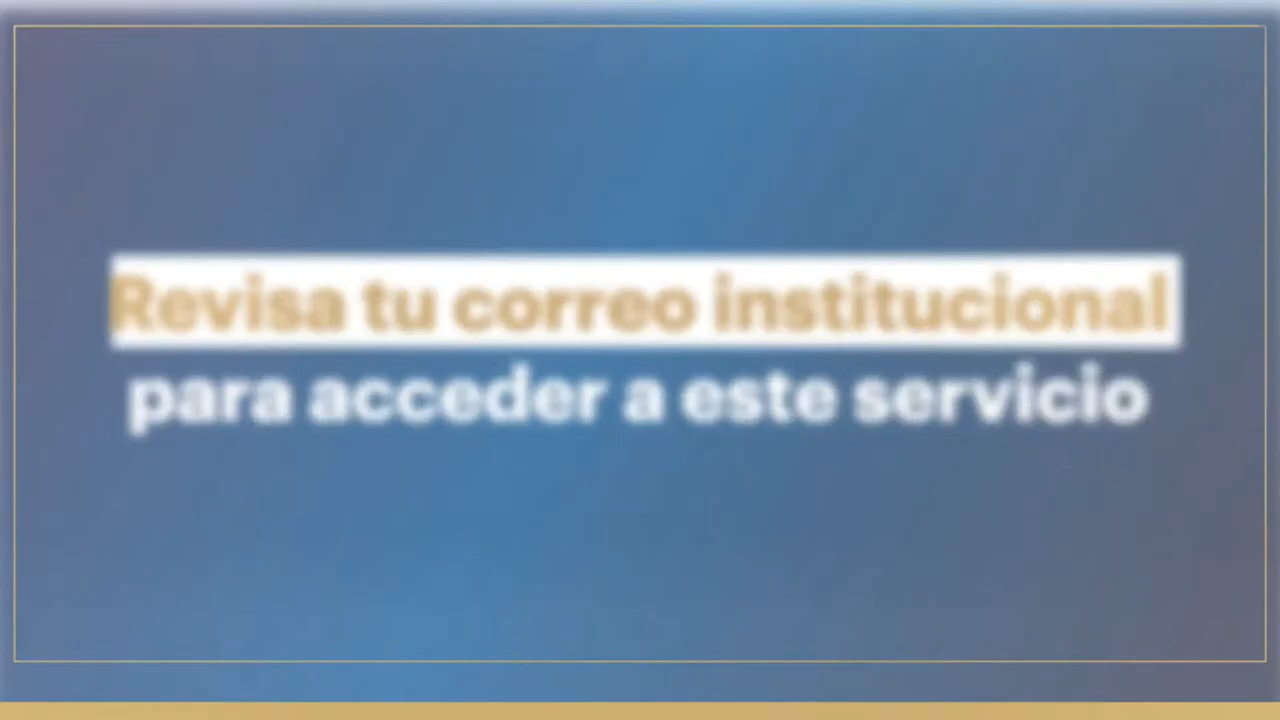 Revisa tu correo institucional
para acceder a este servicio